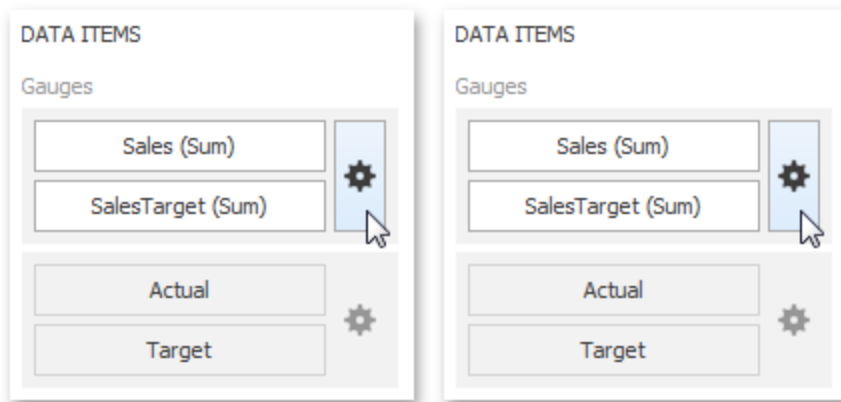 DATA ITEMS
Gauges
Sales (Sum)
SalesTarget (Sum)
Actual
Target
DATA ITEMS
Gauges
Sales (Sum)
SalesTarget (Sum)
Actual
Target